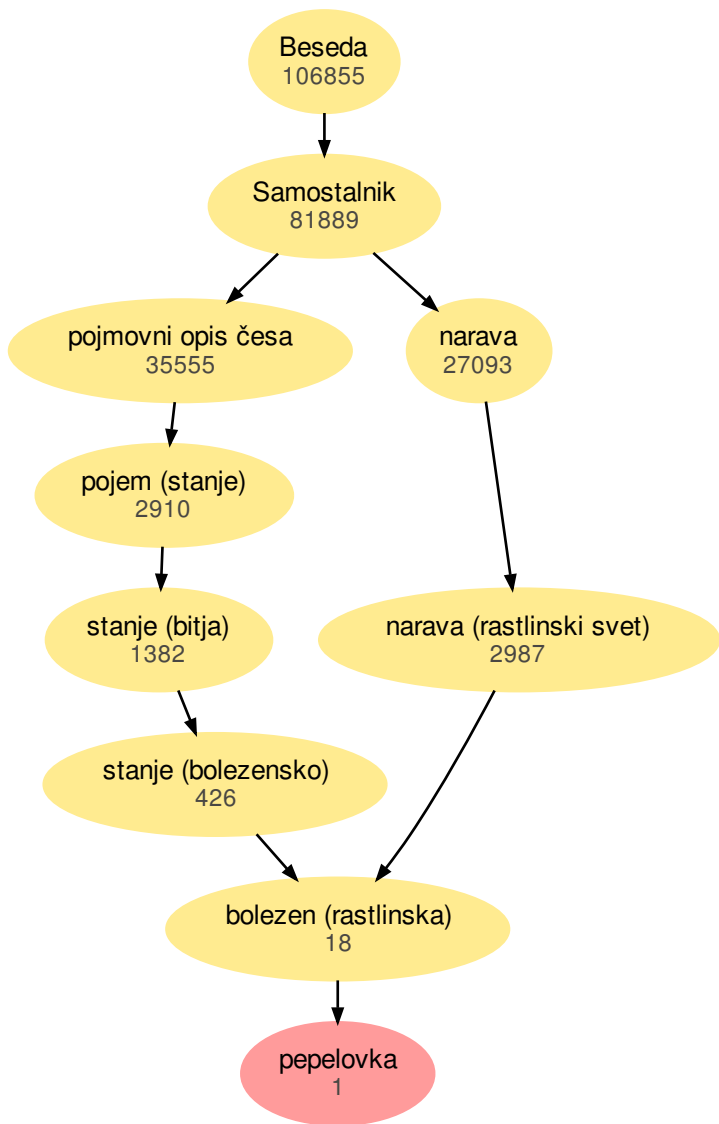 Beseda
106855
Samostalnik
81889
pojmovni opis česa
35555
narava
27093
pojem (stanje)
2910
stanje (bitja)
1382
narava (rastlinski svet)
2987
stanje (bolezensko)
426
bolezen (rastlinska)
18
pepelovka
1